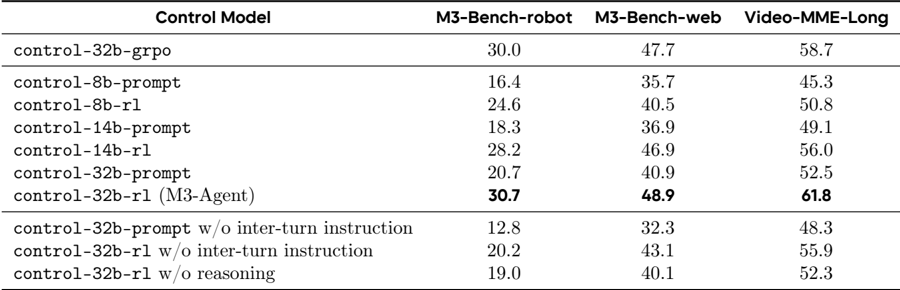 Control Model M3-Bench-robot M3-Bench-web Video-MME-Long
control-32b-grpo 30.0 47.7 58.7
control-8b-prompt 16.4 35.7 45.3
control-8b-rl 24.6 40.5 50.8
control-14b-prompt 18.3 36.9 49.1
control-14b-rl 28.2 46.9 56.0
control-32b-prompt 20.7 40.9 52.5
control-32b-rl (M3-Agent) 30.7 48.9 61.8
control-32b-prompt w/o inter-turn instruction 12.8 32.3 48.3
control-32b-rl w/o inter-turn instruction 20.2 43.1 55.9
control-32b-rl w/o reasoning 19.0 40.1 52.3